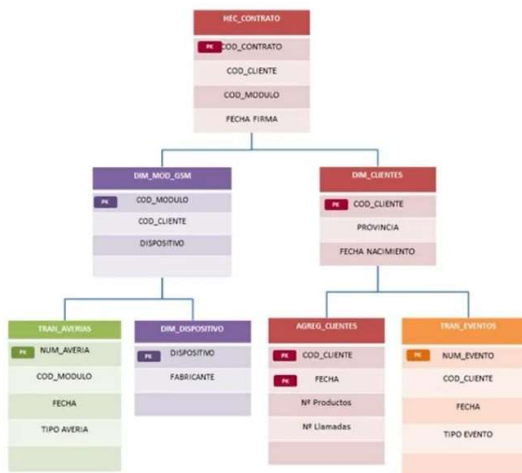 HEC_CONTRATO
PK COD_CONTRATO
COD_CLIENTE
COD_MODULO
FECHA FIRMA
DIM_MOD_GSM
PK COD_MODULO
COD_CLIENTE
DISPOSITIVO
DIM_CLIENTES
PK COD_CLIENTE
PROVINCIA
FECHA NACIMIENTO
TRAN_AVERIAS
PK NUM_AVERIA
COD_MODULO
FECHA
TIPO AVERIA
DIM_DISPOSITIVO
PK DISPOSITIVO
FABRICANTE
AGREG_CLIENTES
PK COD_CLIENTE
PK FECHA
Nº Productos
Nº Llamadas
TRAN_EVENTOS
PK NUM_EVENTO
COD_CLIENTE
FECHA
TIPO EVENTO